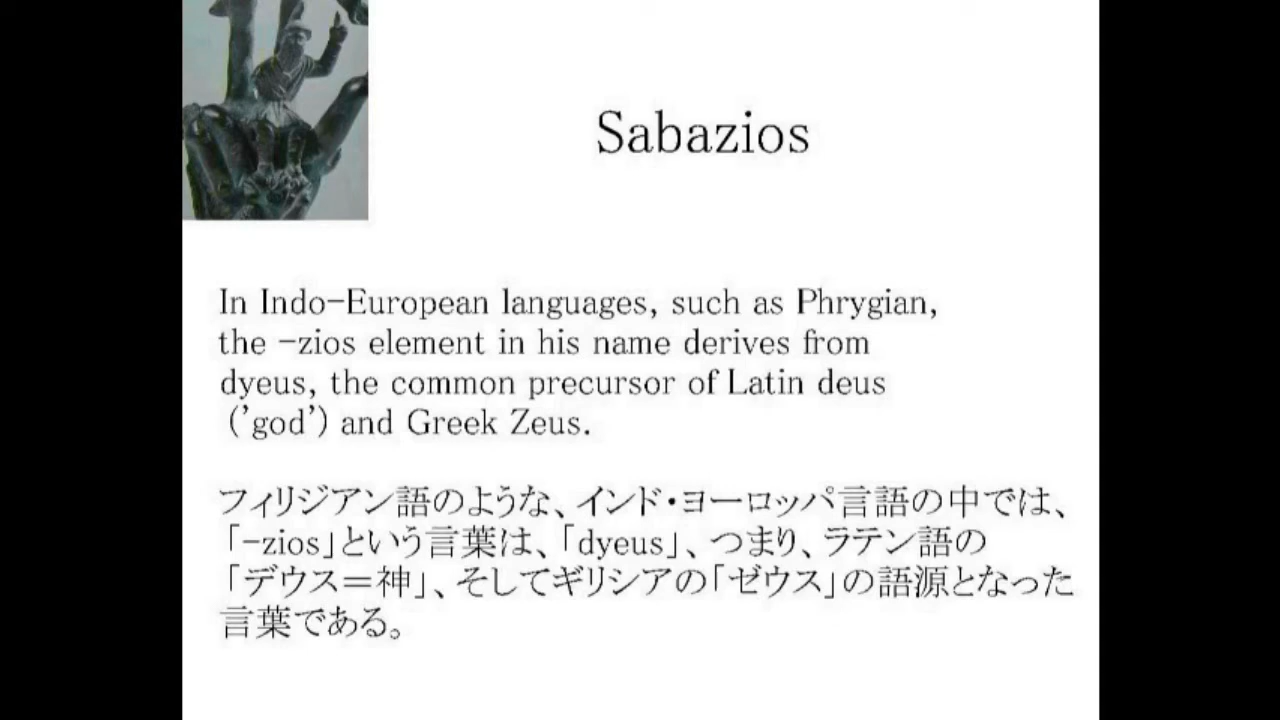 Sabazios
In Indo-European languages, such as Phrygian,
the -zios element in his name derives from
dyeus, the common precursor of Latin deus
('god') and Greek Zeus.
フィリジアン語のような、インド・ヨーロッパ言語の中では、
「-zios」という言葉は、「dyeus」、つまり、ラテン語の
「デウス＝神」、そしてギリシアの「ゼウス」の語源となった
言葉である。